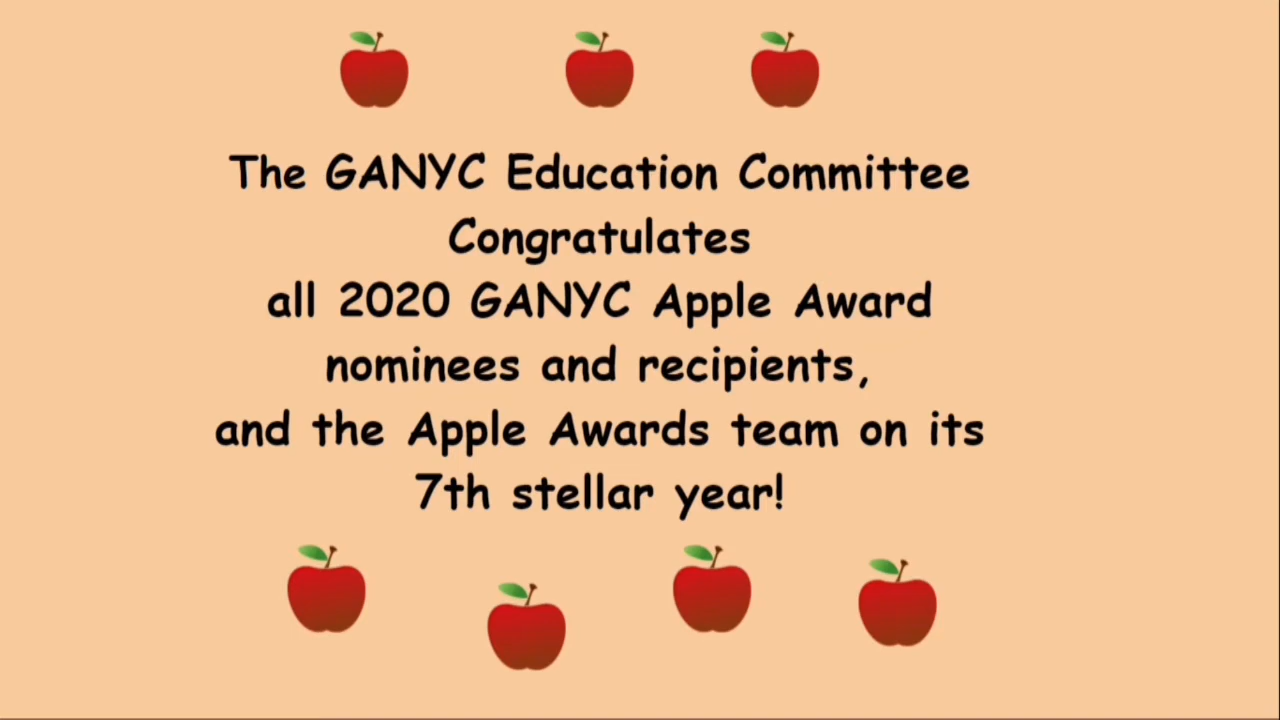 The GANYC Education Committee
Congratulates
all 2020 GANYC Apple Award
nominees and recipients,
and the Apple Awards team on its
7th stellar year!